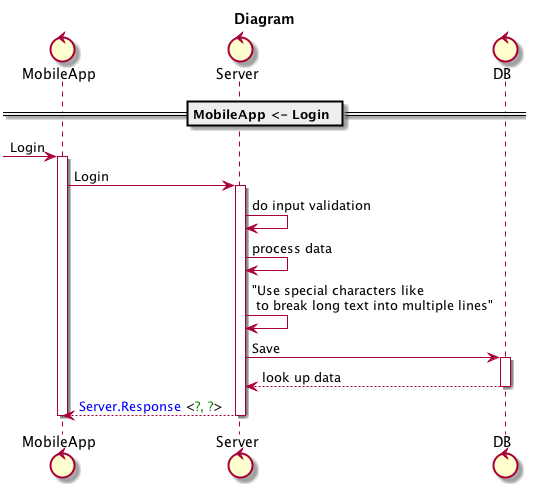 Diagram
MobileApp
Server
DB
MobileApp <- Login
Login
Login
do input validation
process data
"Use special characters like
to break long text into multiple lines"
Save
look up data
Server.Response <?, ?>
MobileApp
Server
DB